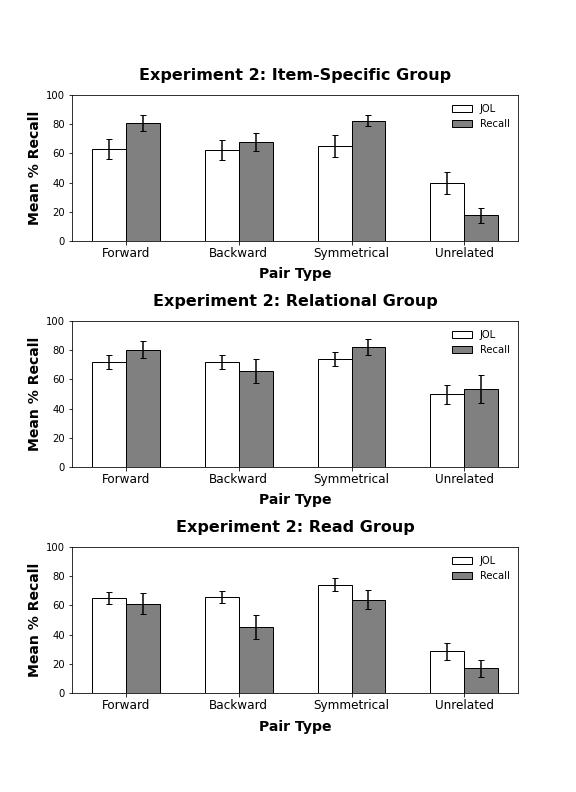 Experiment 2: Item-Specific Group
100
80
60
40
20
0
Mean % Recall
JOL
Recall
Forward Backward Symmetrical Unrelated
Pair Type
Experiment 2: Relational Group
100
80
60
40
20
0
Mean % Recall
JOL
Recall
Forward Backward Symmetrical Unrelated
Pair Type
Experiment 2: Read Group
100
80
60
40
20
0
Mean % Recall
JOL
Recall
Forward Backward Symmetrical Unrelated
Pair Type